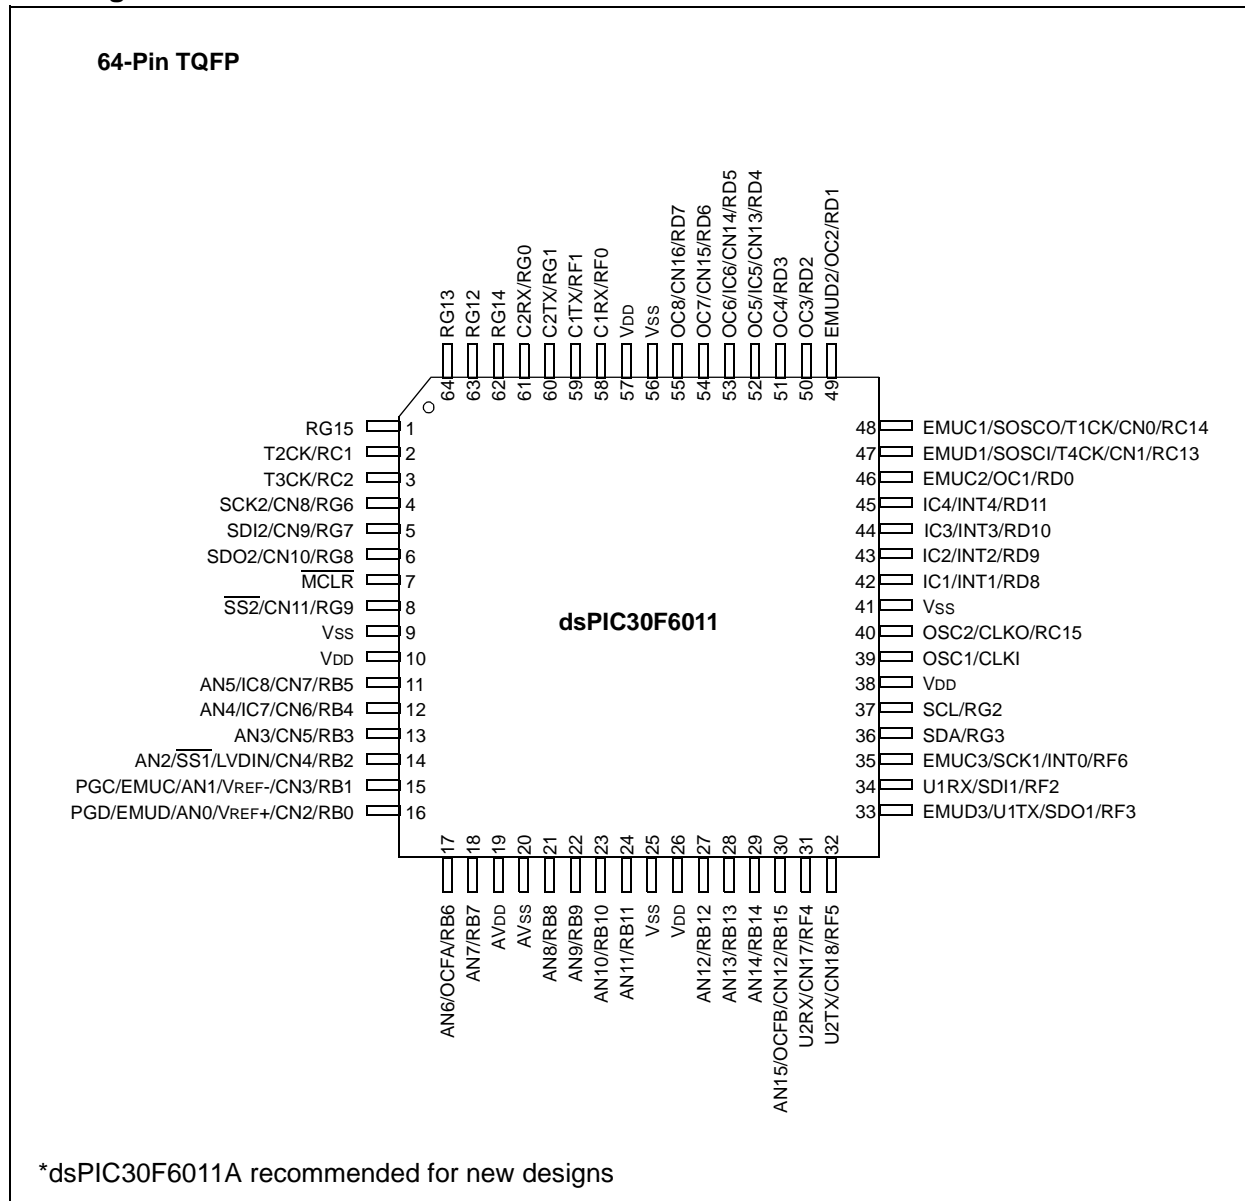 64-Pin TQFP
RG13
RG12
RG14
C2RX/RG0
C2TX/RG1
C1TX/RF1
C1RX/RF0
VDD
VSS
OC8/CN16/RD7
OC7/CN15/RD6
OC6/IC6/CN14/RD5
OC5/IC5/CN13/RD4
OC4/RD3
OC3/RD2
EMUD2/OC2/RD1
64
63
62
61
60
59
58
57
56
55
54
53
52
51
50
49
RG15 1
T2CK/RC1 2
T3CK/RC2 3
SCK2/CN8/RG6 4
SDI2/CN9/RG7 5
SDO2/CN10/RG8 6
MCLR 7
SS2/CN11/RG9 8
VSS 9
VDD 10
AN5/IC8/CN7/RB5 11
AN4/IC7/CN6/RB4 12
AN3/CN5/RB3 13
AN2/SS1/LVDIN/CN4/RB2 14
PGC/EMUC/AN1/VREF-/CN3/RB1 15
PGD/EMUD/AN0/VREF+/CN2/RB0 16
dsPIC30F6011
48 EMUC1/SOSCO/T1CK/CN0/RC14
47 EMUD1/SOSCI/T4CK/CN1/RC13
46 EMUC2/OC1/RD0
45 IC4/INT4/RD11
44 IC3/INT3/RD10
43 IC2/INT2/RD9
42 IC1/INT1/RD8
41 VSS
40 OSC2/CLKO/RC15
39 OSC1/CLKI
38 VDD
37 SCL/RG2
36 SDA/RG3
35 EMUC3/SCK1/INT0/RF6
34 U1RX/SDI1/RF2
33 EMUD3/U1TX/SDO1/RF3
17
18
19
20
21
22
23
24
25
26
27
28
29
30
31
32
AN6/OCFA/RB6
AN7/RB7
AVDD
AVSS
AN8/RB8
AN9/RB9
AN10/RB10
AN11/RB11
VSS
VDD
AN12/RB12
AN13/RB13
AN14/RB14
AN15/OCFB/CN12/RB15
U2RX/CN17/RF4
U2TX/CN18/RF5
*dsPIC30F6011A recommended for new designs